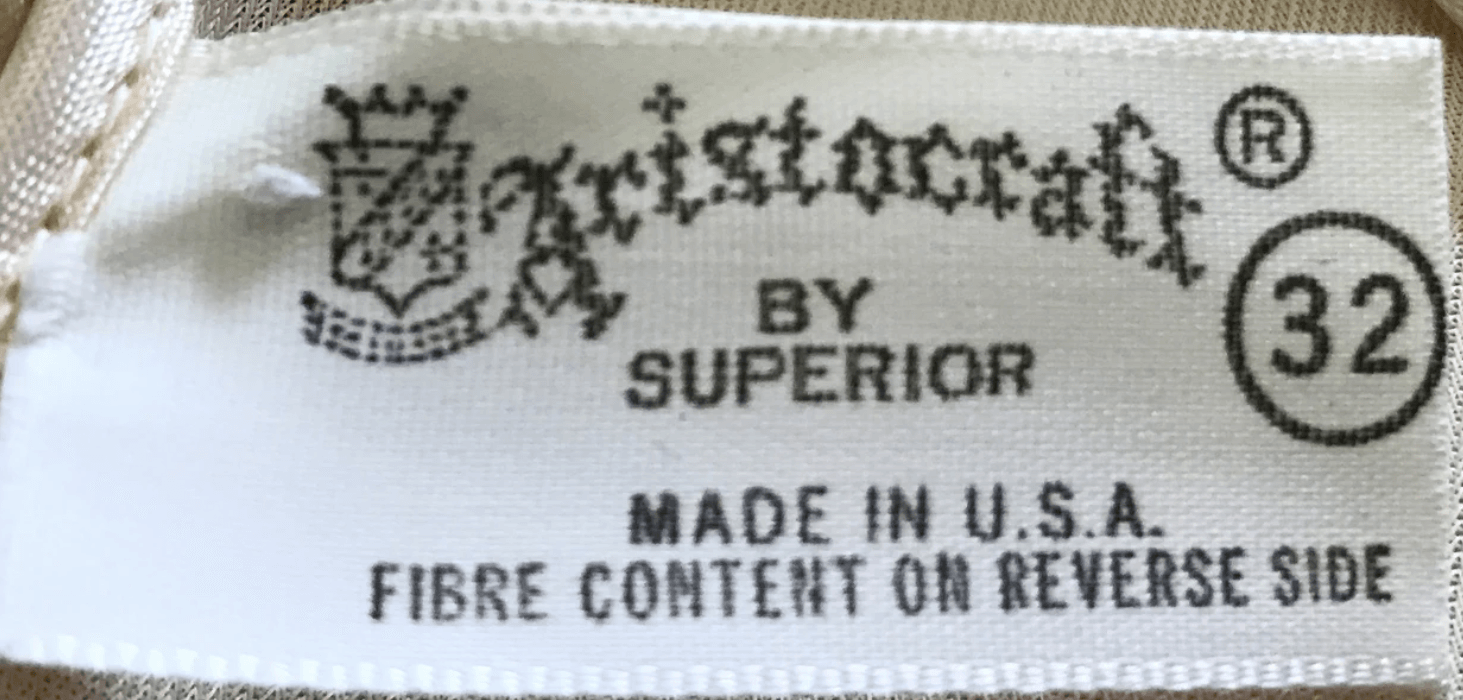 Aristocraft ®
32
BY
SUPERIOR
MADE IN U.S.A.
FIBRE CONTENT ON REVERSE SIDE